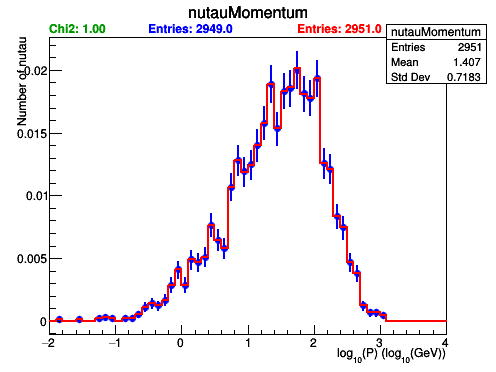 nutauMomentum
Chi2: 1.00 Entries: 2949.0 Entries: 2951.0
nutauMomentum
Entries 2951
Mean 1.407
Std Dev 0.7183
Number of nutau
0.02
0.015
0.01
0.005
0
−2 −1 0 1 2 3 4
log10(P) (log10(GeV))